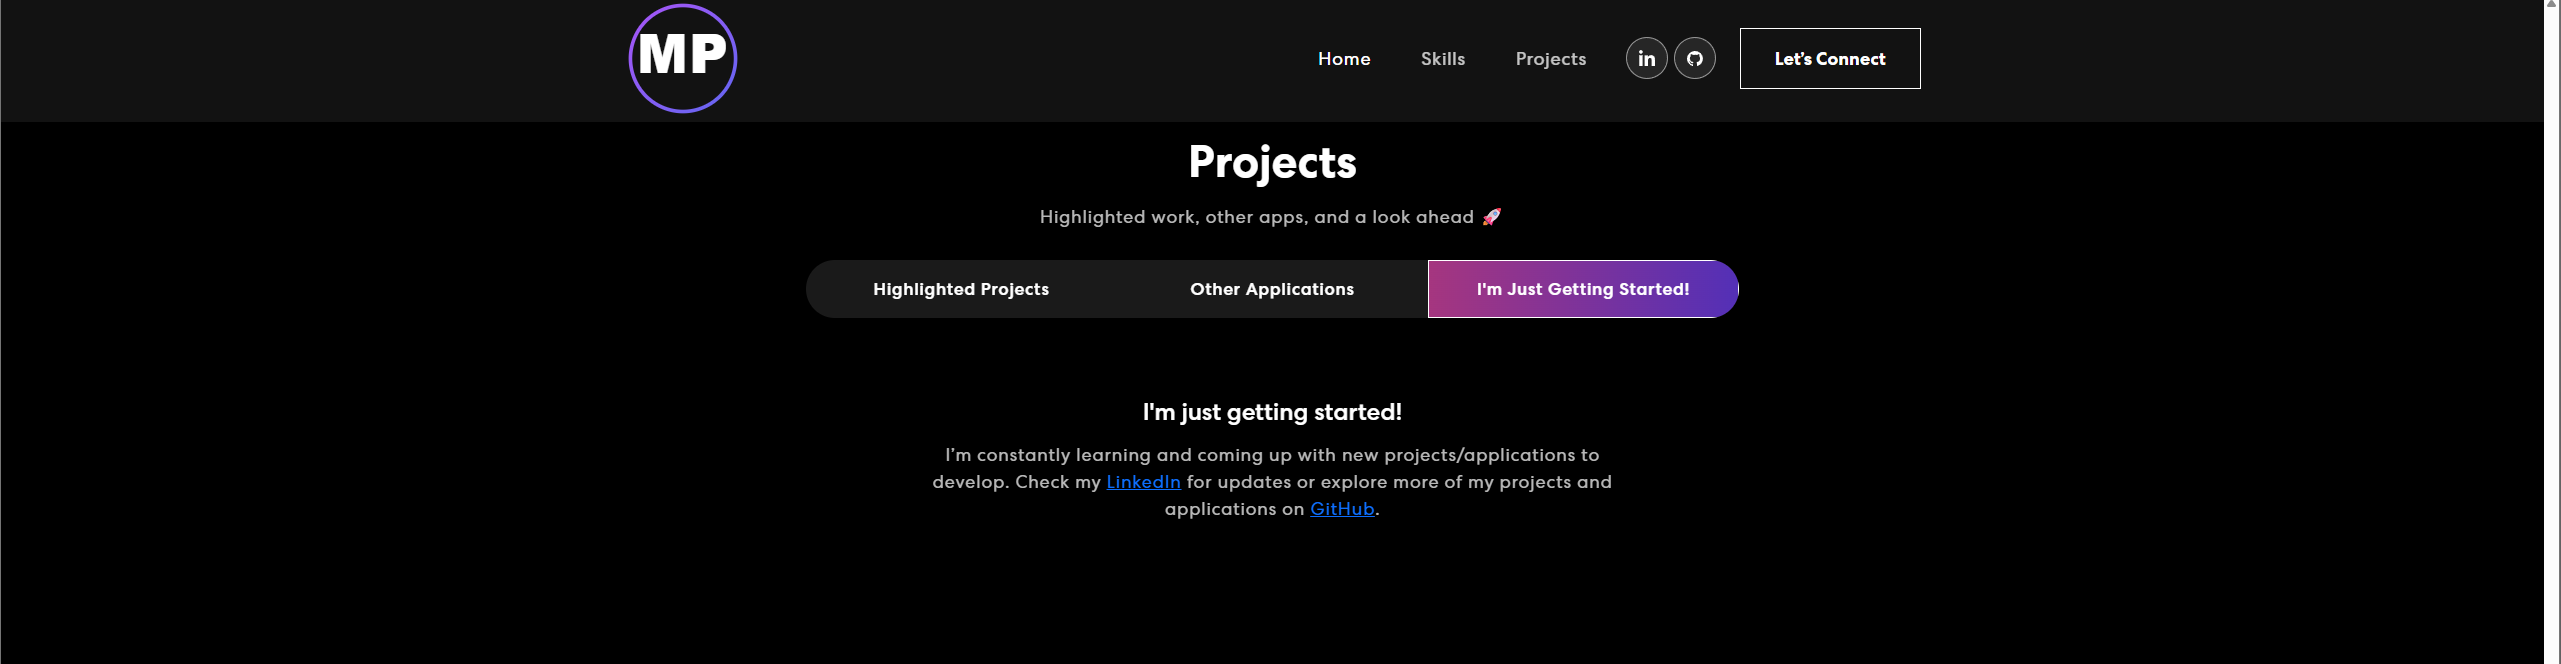 MP
Home
Skills
Projects
in
Let's Connect
Projects
Highlighted work, other apps, and a look ahead 🚀
Highlighted Projects
Other Applications
I'm Just Getting Started!
I'm just getting started!
I'm constantly learning and coming up with new projects/applications to
develop. Check my LinkedIn for updates or explore more of my projects and
applications on GitHub.